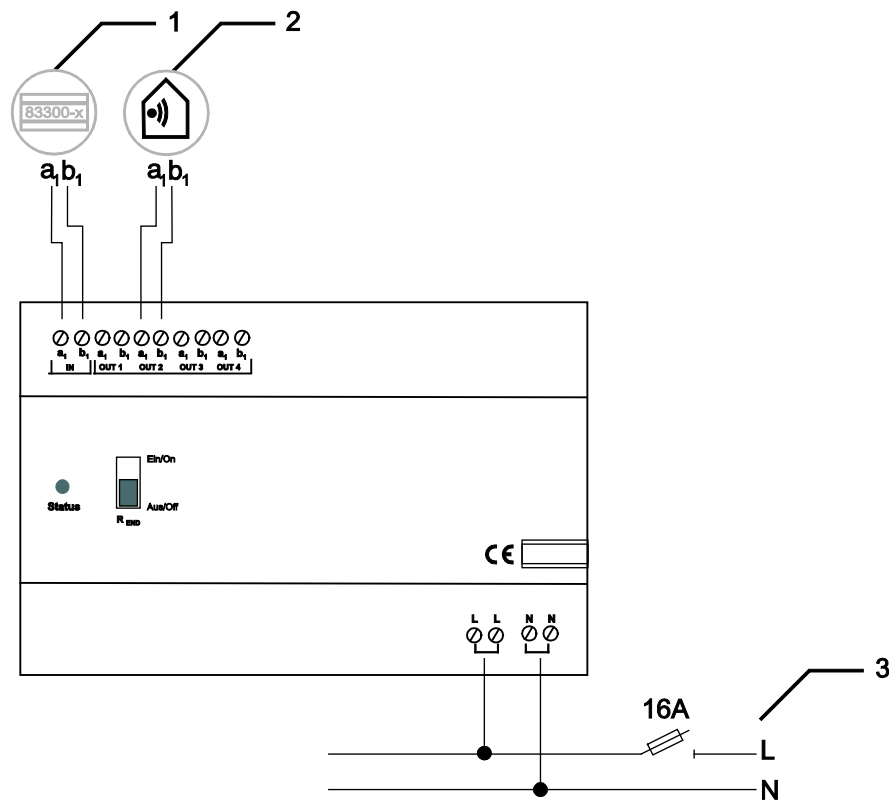 1 2
83300-x
a1 b1 a1 b1
a1 b1 a1 b1 a1 b1 a1 b1 a1 b1
IN OUT 1 OUT 2 OUT 3 OUT 4
Ein/On
Status Aus/Off
R END
CE
L L N N
3
16A
L
N